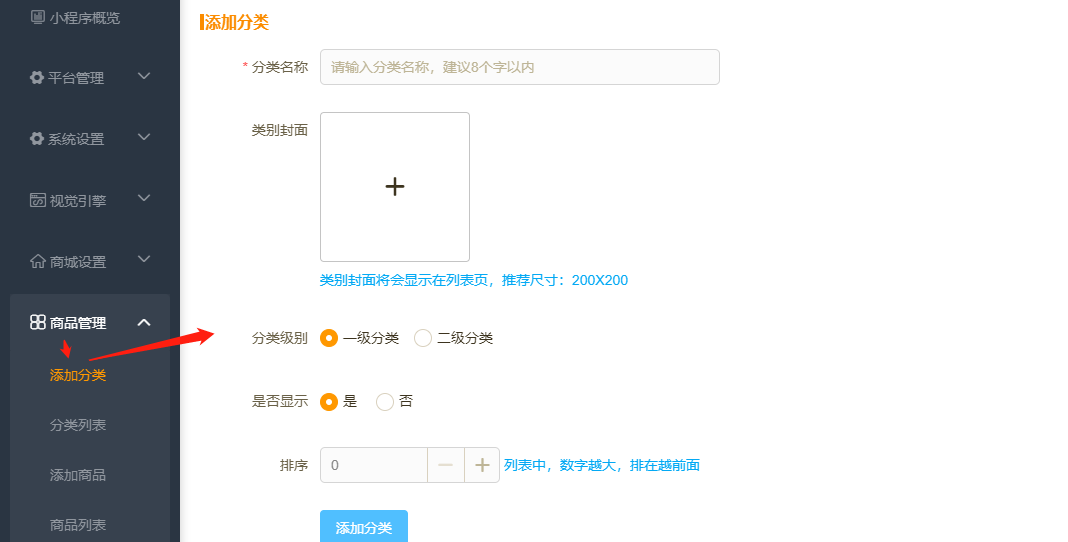 小程序概览
平台管理
系统设置
视觉引擎
商城设置
商品管理
添加分类
分类列表
添加商品
商品列表
添加分类
* 分类名称 请输入分类名称，建议8个字以内
类别封面
+
类别封面将会显示在列表页，推荐尺寸：200X200
分类级别 一级分类 二级分类
是否显示 是 否
排序 0 — + 列表中，数字越大，排在越前面
添加分类